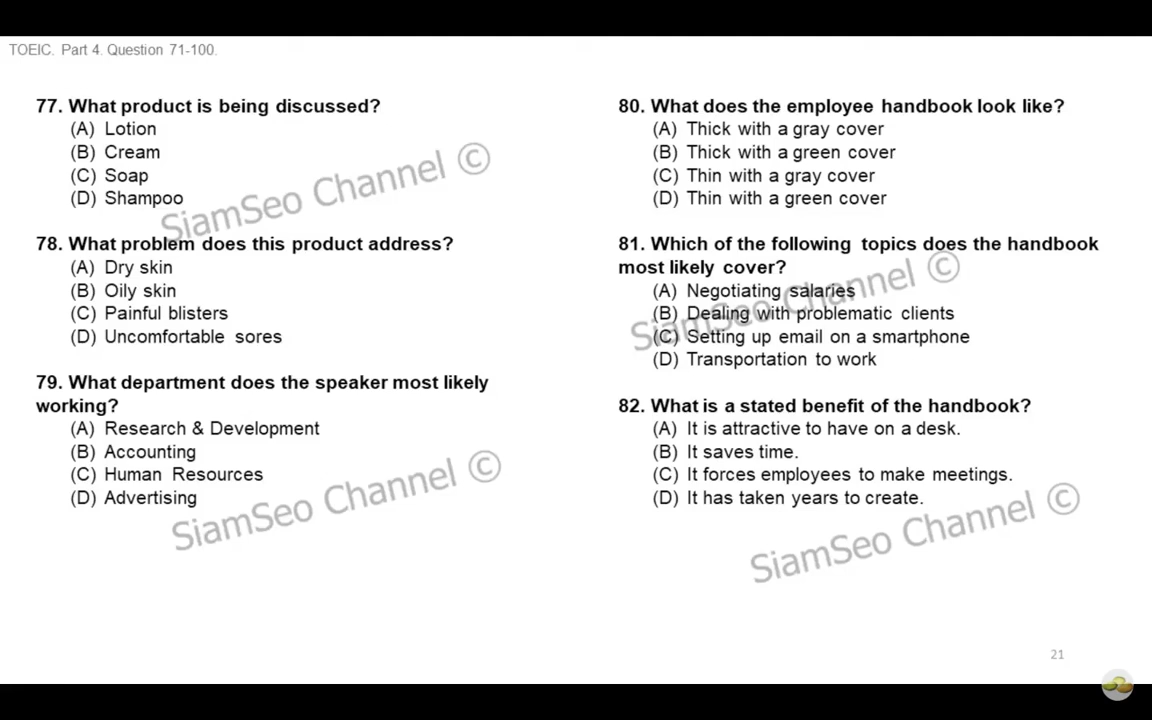 TOEIC. Part 4. Question 71-100.
77. What product is being discussed?
(A) Lotion
(B) Cream
(C) Soap
(D) Shampoo
SiamSeo Channel ©
78. What problem does this product address?
(A) Dry skin
(B) Oily skin
(C) Painful blisters
(D) Uncomfortable sores
79. What department does the speaker most likely
working?
(A) Research & Development
(B) Accounting
(C) Human Resources
(D) Advertising
SiamSeo Channel ©
80. What does the employee handbook look like?
(A) Thick with a gray cover
(B) Thick with a green cover
(C) Thin with a gray cover
(D) Thin with a green cover
81. Which of the following topics does the handbook
most likely cover?
(A) Negotiating salaries
(B) Dealing with problematic clients
(C) Setting up email on a smartphone
(D) Transportation to work
SiamSeo Channel ©
82. What is a stated benefit of the handbook?
(A) It is attractive to have on a desk.
(B) It saves time.
(C) It forces employees to make meetings.
(D) It has taken years to create.
SiamSeo Channel ©
21